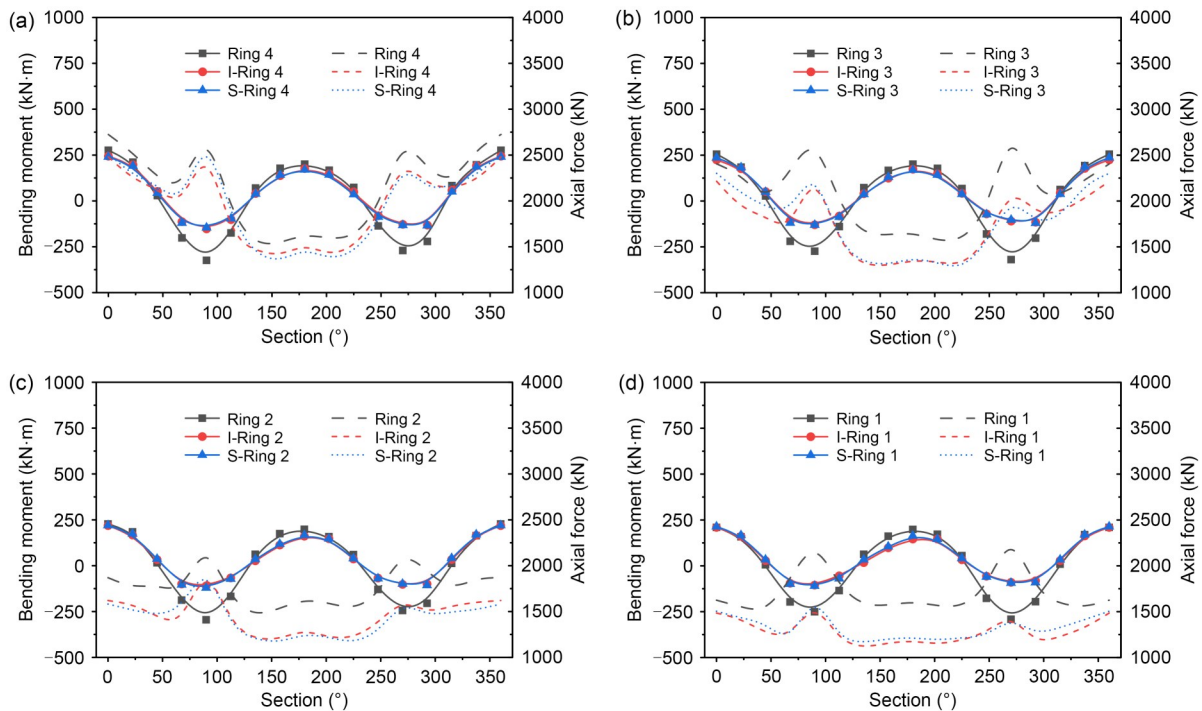 (a)
1000
750
500
250
0
−250
−500
Bending moment (kN·m)
Ring 4
I-Ring 4
S-Ring 4
Ring 4
I-Ring 4
S-Ring 4
4000
3500
3000
2500
2000
1500
1000
Axial force (kN)
0 50 100 150 200 250 300 350
Section (°)
(b)
1000
750
500
250
0
−250
−500
Bending moment (kN·m)
Ring 3
I-Ring 3
S-Ring 3
Ring 3
I-Ring 3
S-Ring 3
4000
3500
3000
2500
2000
1500
1000
Axial force (kN)
0 50 100 150 200 250 300 350
Section (°)
(c)
1000
750
500
250
0
−250
−500
Bending moment (kN·m)
Ring 2
I-Ring 2
S-Ring 2
Ring 2
I-Ring 2
S-Ring 2
4000
3500
3000
2500
2000
1500
1000
Axial force (kN)
0 50 100 150 200 250 300 350
Section (°)
(d)
1000
750
500
250
0
−250
−500
Bending moment (kN·m)
Ring 1
I-Ring 1
S-Ring 1
Ring 1
I-Ring 1
S-Ring 1
4000
3500
3000
2500
2000
1500
1000
Axial force (kN)
0 50 100 150 200 250 300 350
Section (°)